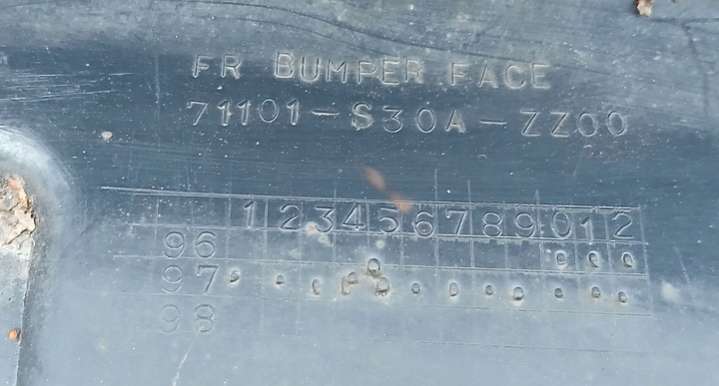 FR BUMPER FACE
71101-S30A-ZZ00
1 2 3 4 5 6 7 8 9 0 1 2
96
97
98